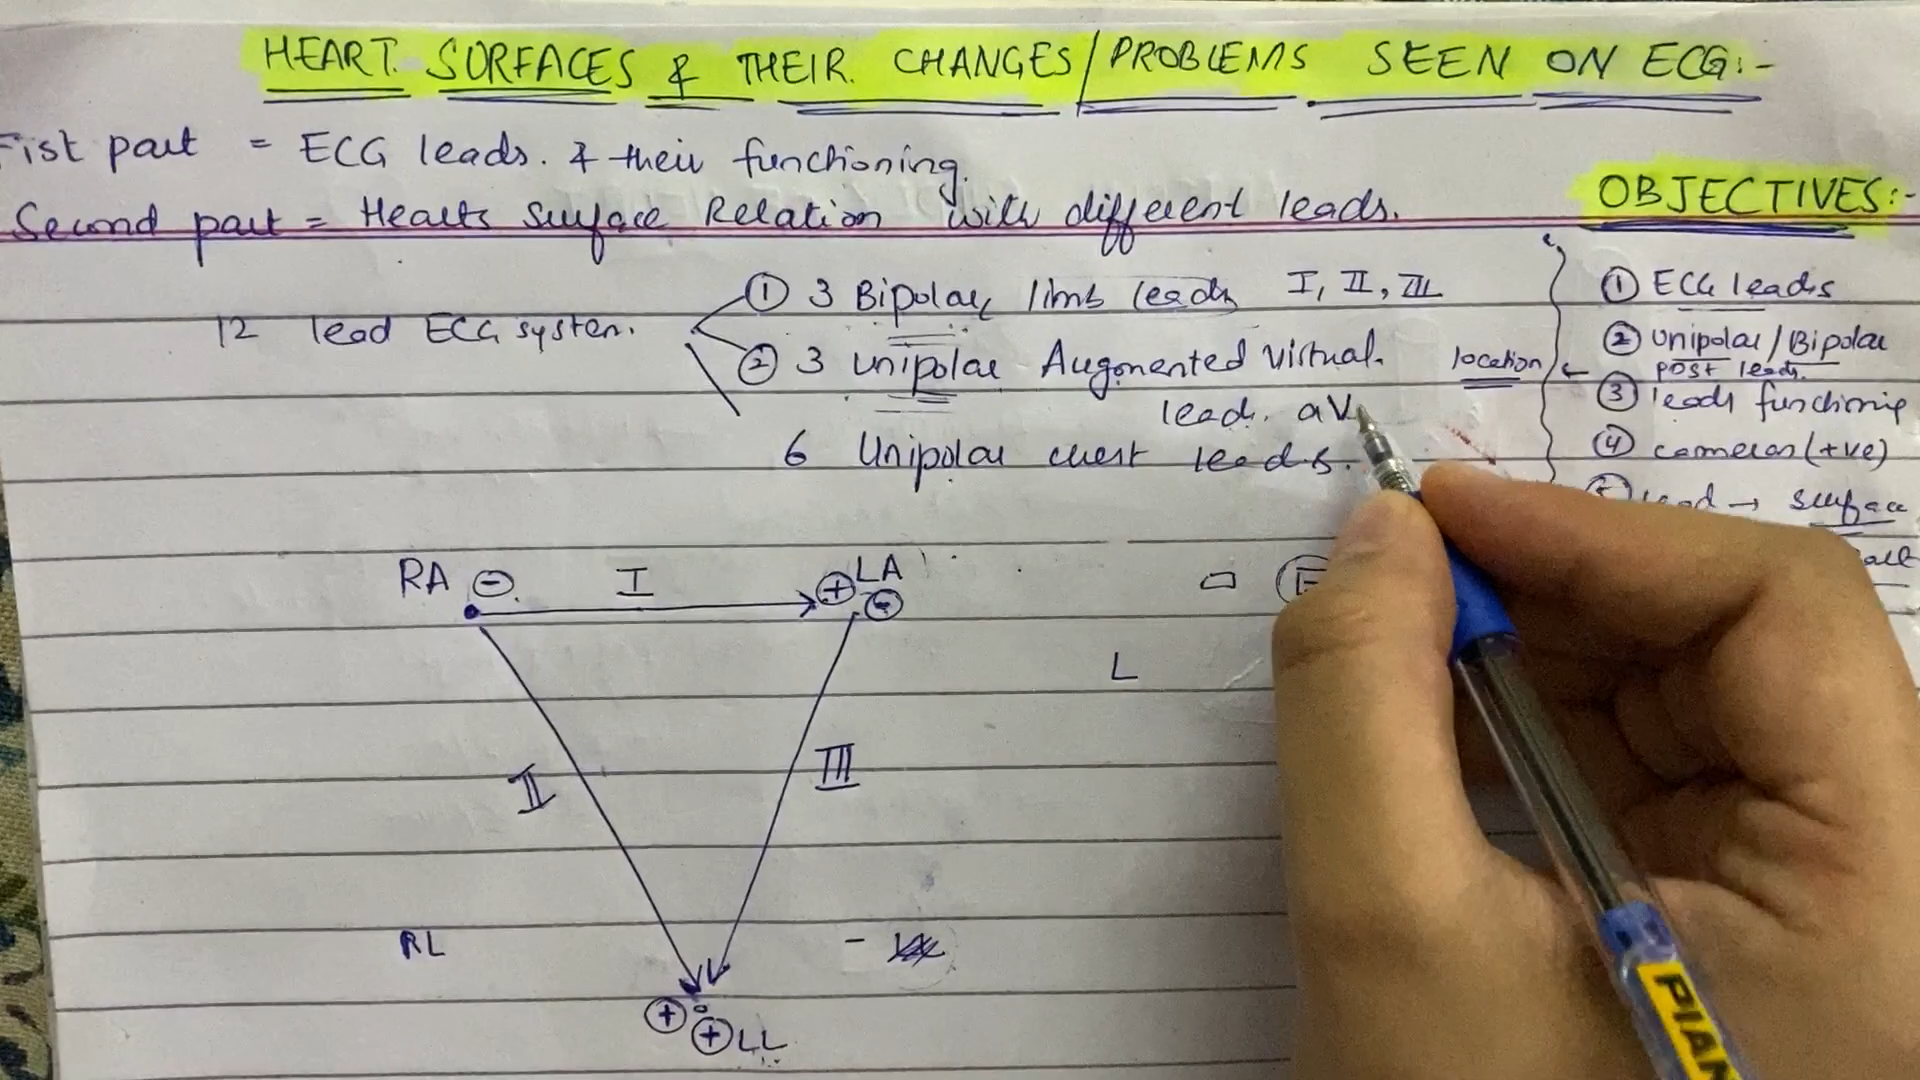 HEART. SURFACES & THEIR. CHANGES/PROBLEMS SEEN ON ECG:-
Fist part = ECG leads. & their functioning.
Second part = Hearts Surface Relation with different leads.
OBJECTIVES:-
① ECG leads
② Unipolar/Bipolar
post leads.
③ leads functioning
④ cameras (+ve)
lead → surface
location ←
12 lead ECG system.
① 3 Bipolar limb leads I, II, III
② 3 unipolar Augmented Virtual.
lead. aV
6 Unipolar chest leads.
RA ⊖ I ⊕ LA
⊖
L
II III
RL
⊕
⊕ LL
PIAN